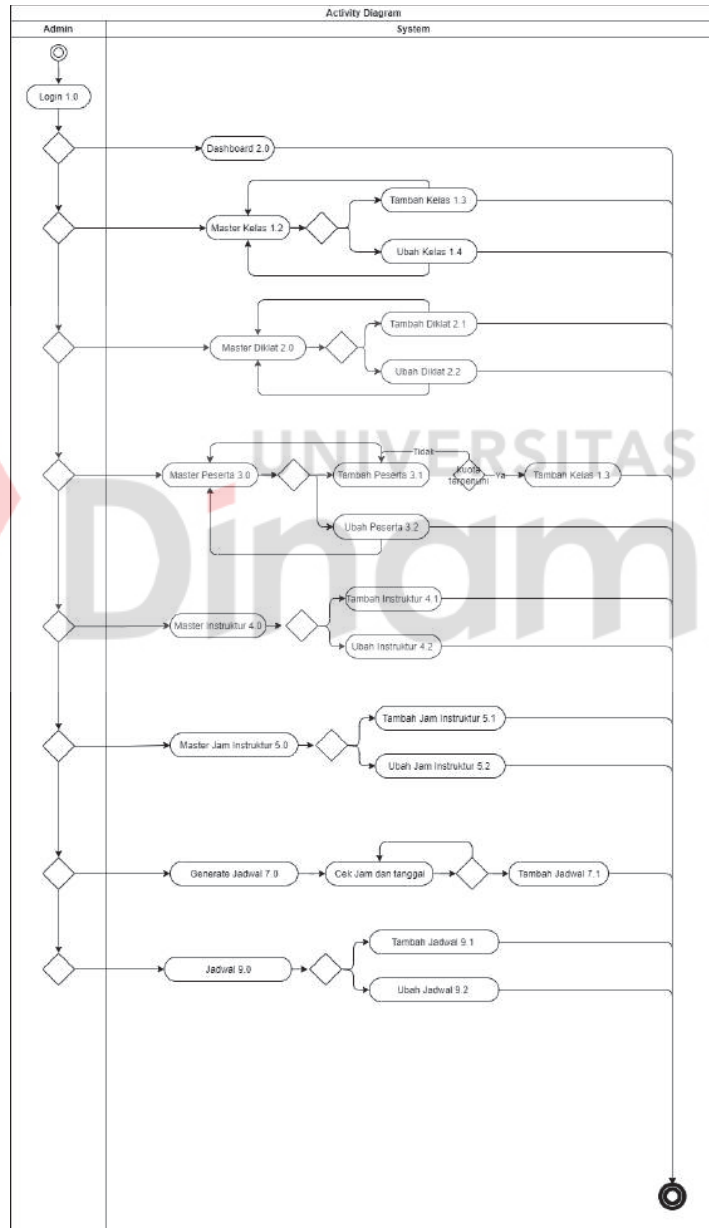 Activity Diagram
Admin
System
Login 1.0
Dashboard 2.0
Tambah Kelas 1.3
Master Kelas 1.2
Ubah Kelas 1.4
Tambah Diklat 2.1
Master Diklat 2.0
Ubah Diklat 2.2
UNIVERSITAS
Tidak
Master Peserta 3.0
Tambah Peserta 3.1
kuota
terpenuhi
Ya
Tambah Kelas 1.3
Ubah Peserta 3.2
Dinam
Tambah Instruktur 4.1
Master Instruktur 4.0
Ubah Instruktur 4.2
Tambah Jam Instruktur 5.1
Master Jam Instruktur 5.0
Ubah Jam Instruktur 5.2
Generate Jadwal 7.0
Cek Jam dan tanggal
Tambah Jadwal 7.1
Tambah Jadwal 9.1
Jadwal 9.0
Ubah Jadwal 9.2